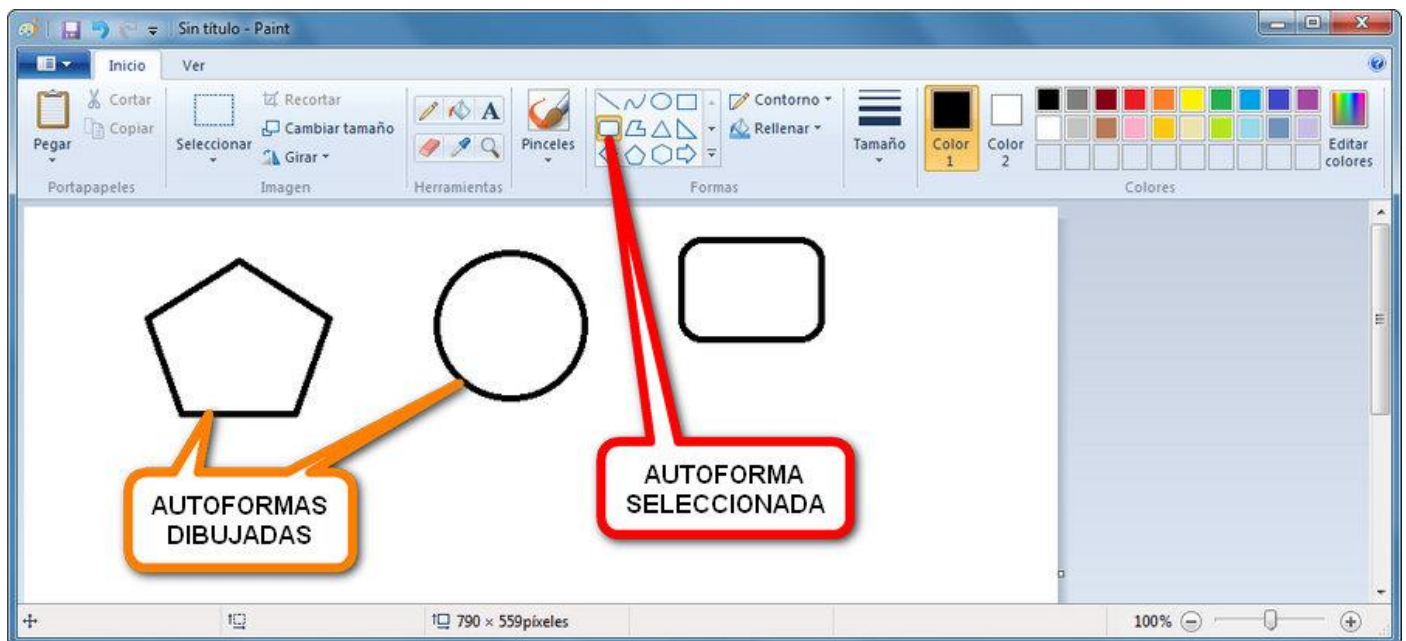 Sin título - Paint
Inicio Ver
Pegar
Cortar
Copiar
Portapapeles
Seleccionar
Recortar
Cambiar tamaño
Girar
Imagen
A
Herramientas
Pinceles
Contorno
Rellenar
Formas
Tamaño
Color
1
Color
2
Editar
colores
Colores
AUTOFORMAS
DIBUJADAS
AUTOFORMA
SELECCIONADA
790 × 559píxeles
100%